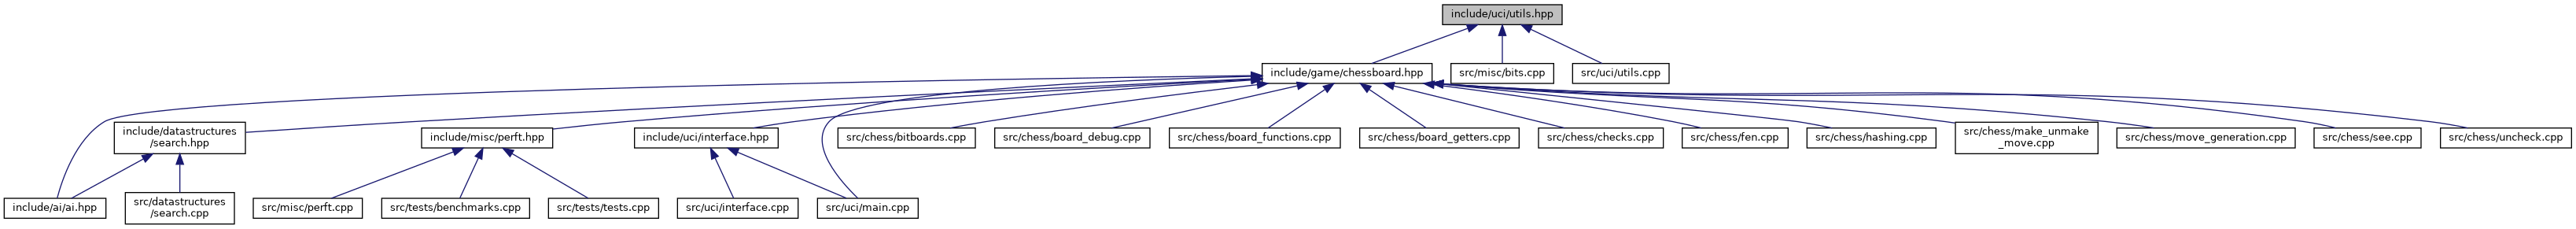 include/uci/utils.hpp
include/game/chessboard.hpp
src/misc/bits.cpp
src/uci/utils.cpp
include/datastructures
/search.hpp
include/misc/perft.hpp
include/uci/interface.hpp
src/chess/bitboards.cpp
src/chess/board_debug.cpp
src/chess/board_functions.cpp
src/chess/board_getters.cpp
src/chess/checks.cpp
src/chess/fen.cpp
src/chess/hashing.cpp
src/chess/make_unmake
_move.cpp
src/chess/move_generation.cpp
src/chess/see.cpp
src/chess/uncheck.cpp
include/ai/ai.hpp
src/datastructures
/search.cpp
src/misc/perft.cpp
src/tests/benchmarks.cpp
src/tests/tests.cpp
src/uci/interface.cpp
src/uci/main.cpp